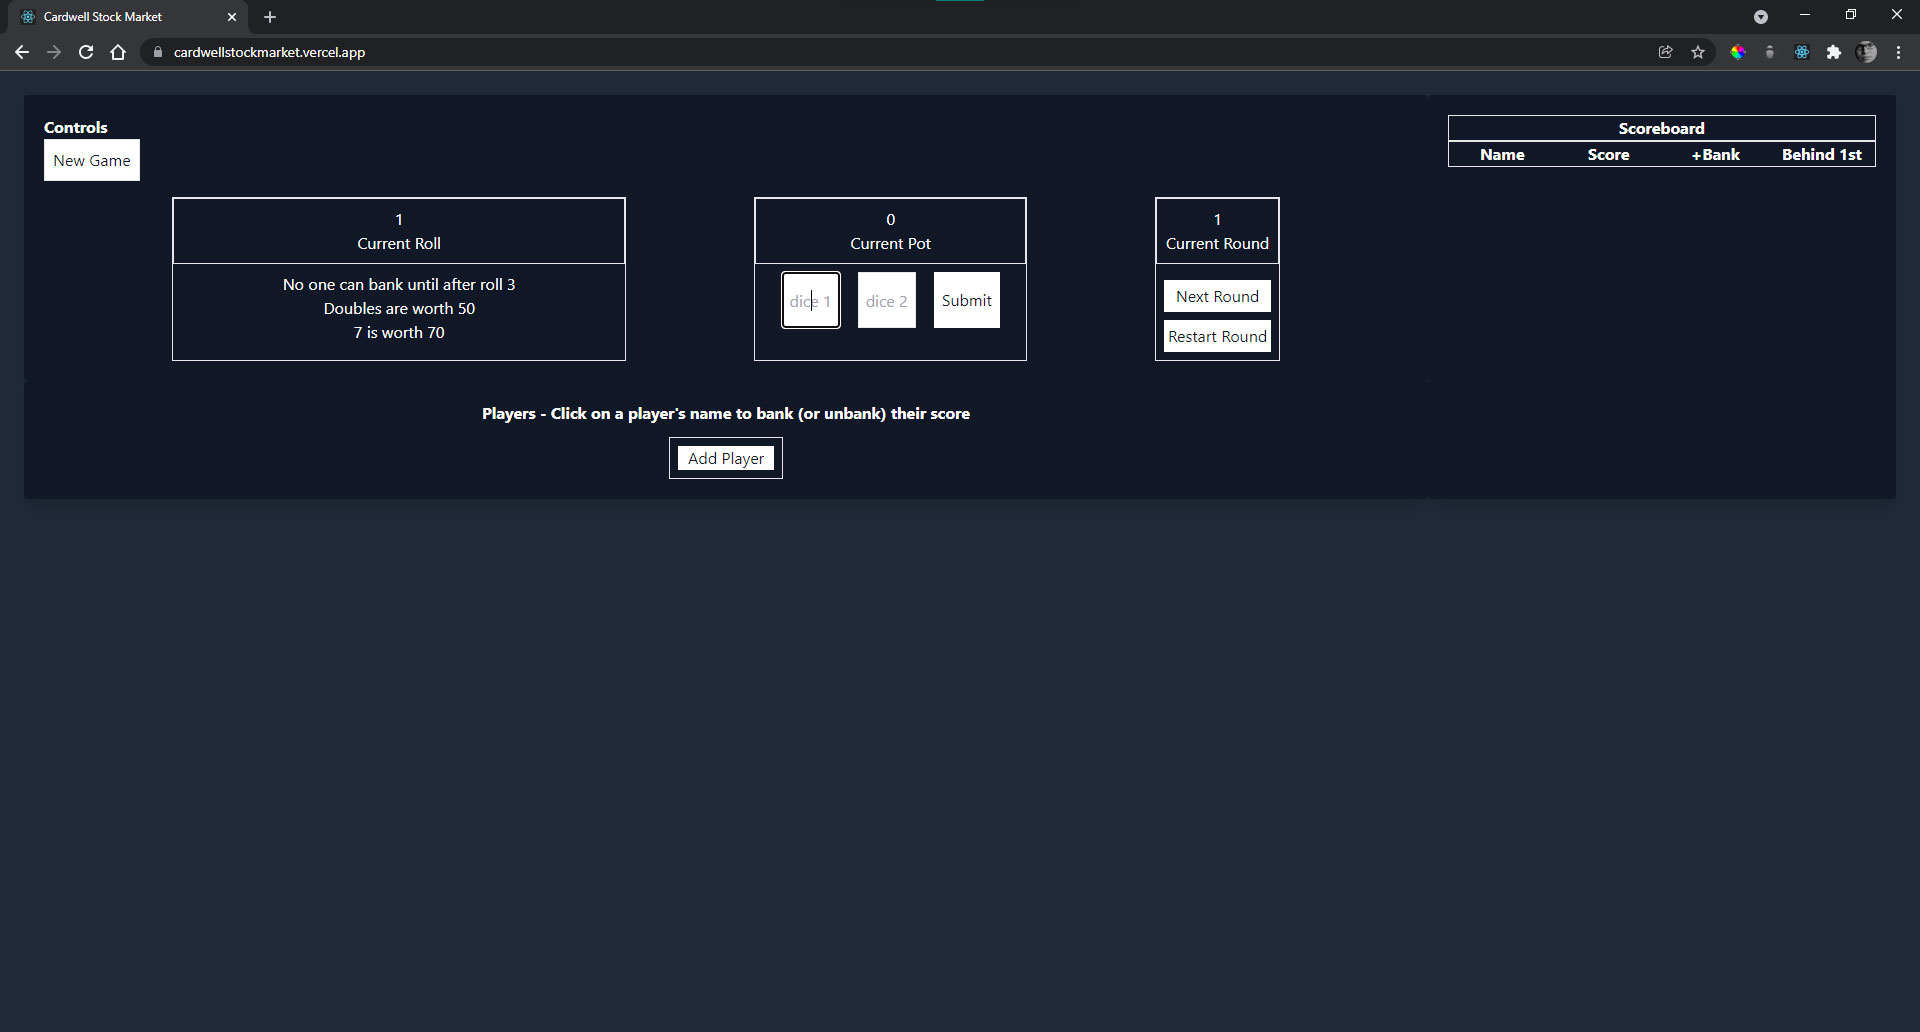 Cardwell Stock Market
cardwellstockmarket.vercel.app
Controls
New Game
1
Current Roll
No one can bank until after roll 3
Doubles are worth 50
7 is worth 70
0
Current Pot
dice 1
dice 2
Submit
1
Current Round
Next Round
Restart Round
Players - Click on a player's name to bank (or unbank) their score
Add Player
Scoreboard
Name Score +Bank Behind 1st